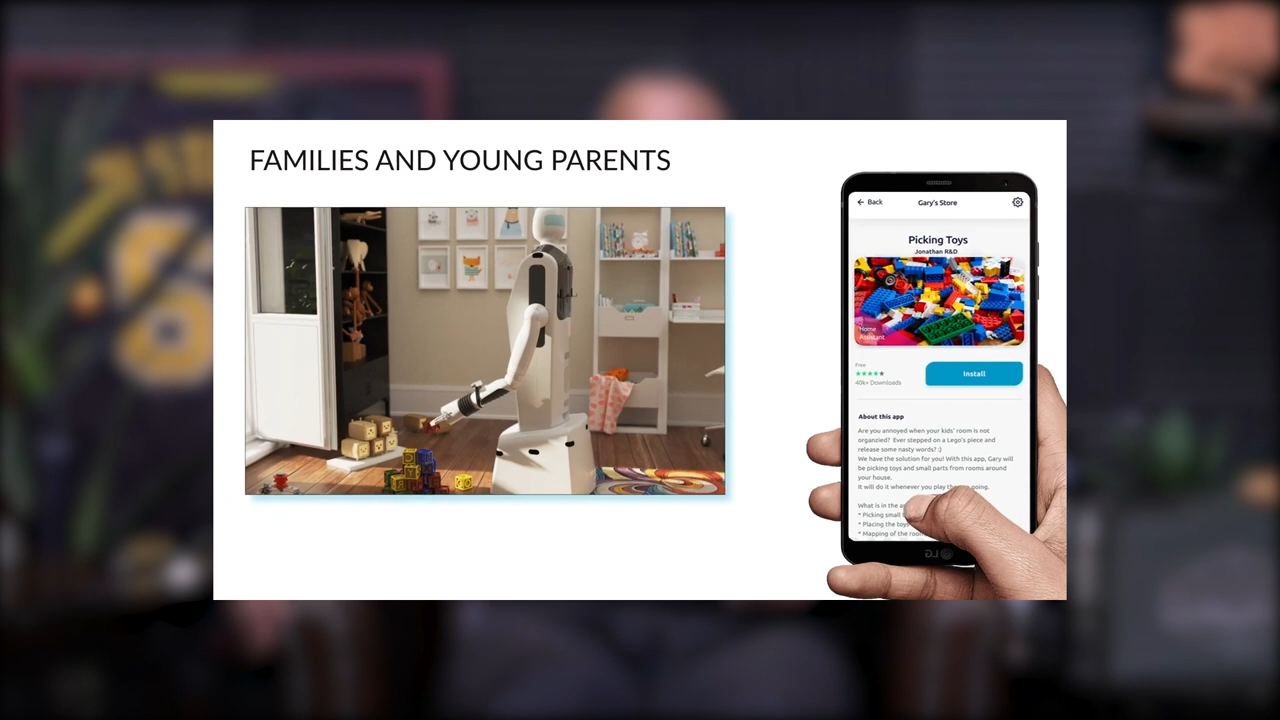 FAMILIES AND YOUNG PARENTS
Back
Gary's Store
Picking Toys
Jonathan R&D
Home
Assistant
Free
40k+ Downloads
Install
About this app
Are you annoyed when your kids' room is not
organzied? Ever stepped on a Lego's piece and
release some nasty words? :)
We have the solution for you! With this app, Gary will
be picking toys and small parts from rooms around
your house.
It will do it whenever you play going.
What is in the
* Picking small
* Placing the toys
* Mapping of the
LG